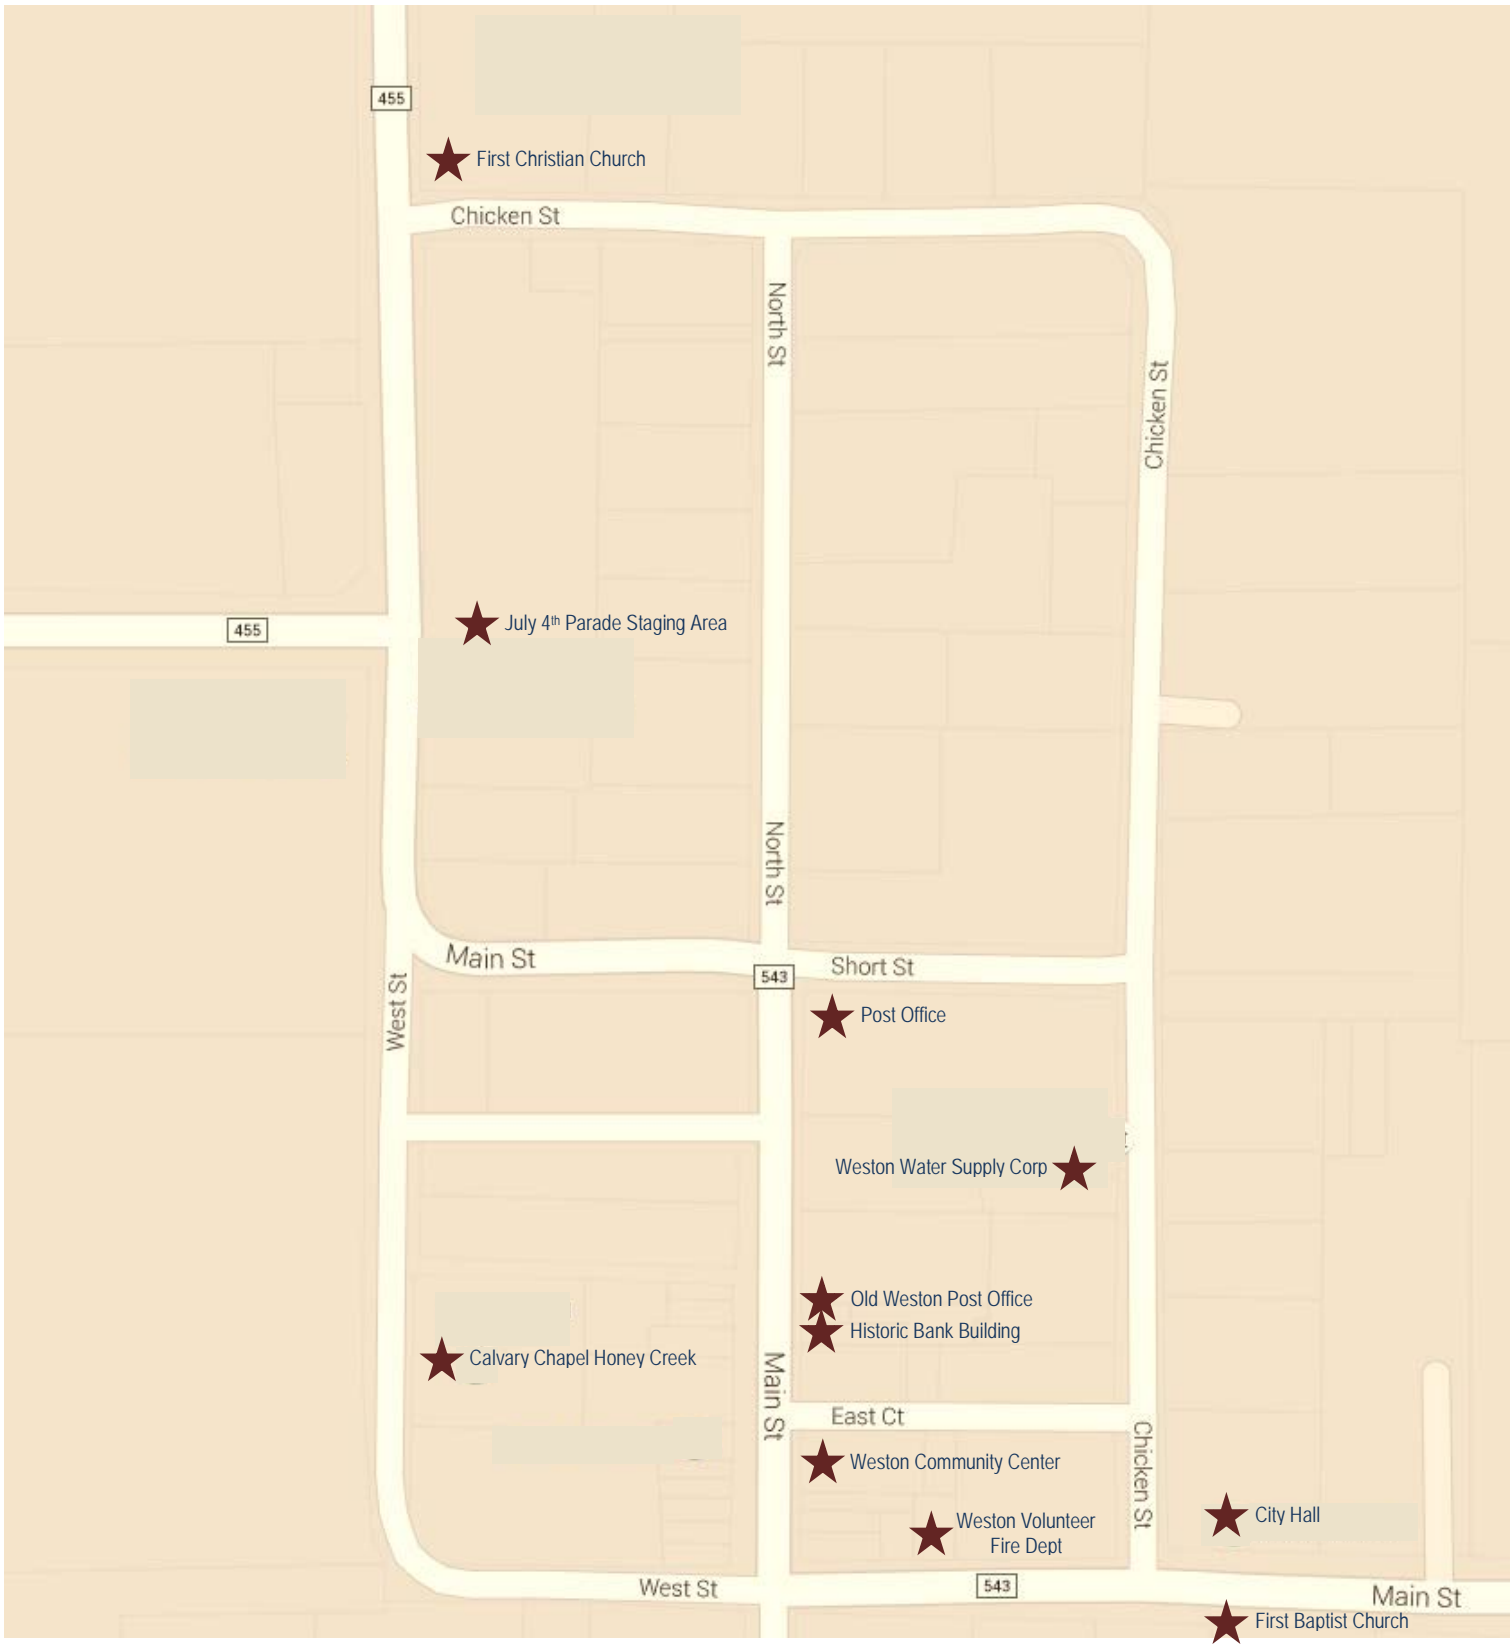 455
First Christian Church
Chicken St
North St
Chicken St
July 4th Parade Staging Area
455
North St
Main St
Short St
543
West St
Post Office
Weston Water Supply Corp
Old Weston Post Office
Historic Bank Building
Calvary Chapel Honey Creek
Main St
East Ct
Chicken St
Weston Community Center
City Hall
Weston Volunteer
Fire Dept
West St
543
Main St
First Baptist Church